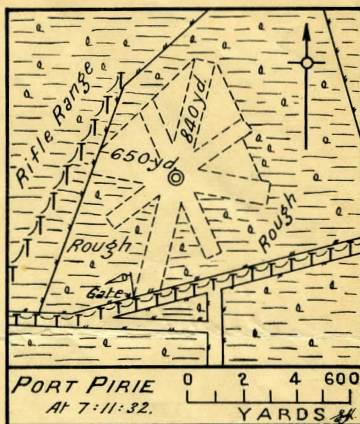 Rifle Range
840yd.
650yd.
Rough
Rough
Gate
PORT PIRIE
At 7:11:32.
0 2 4 600
YARDS